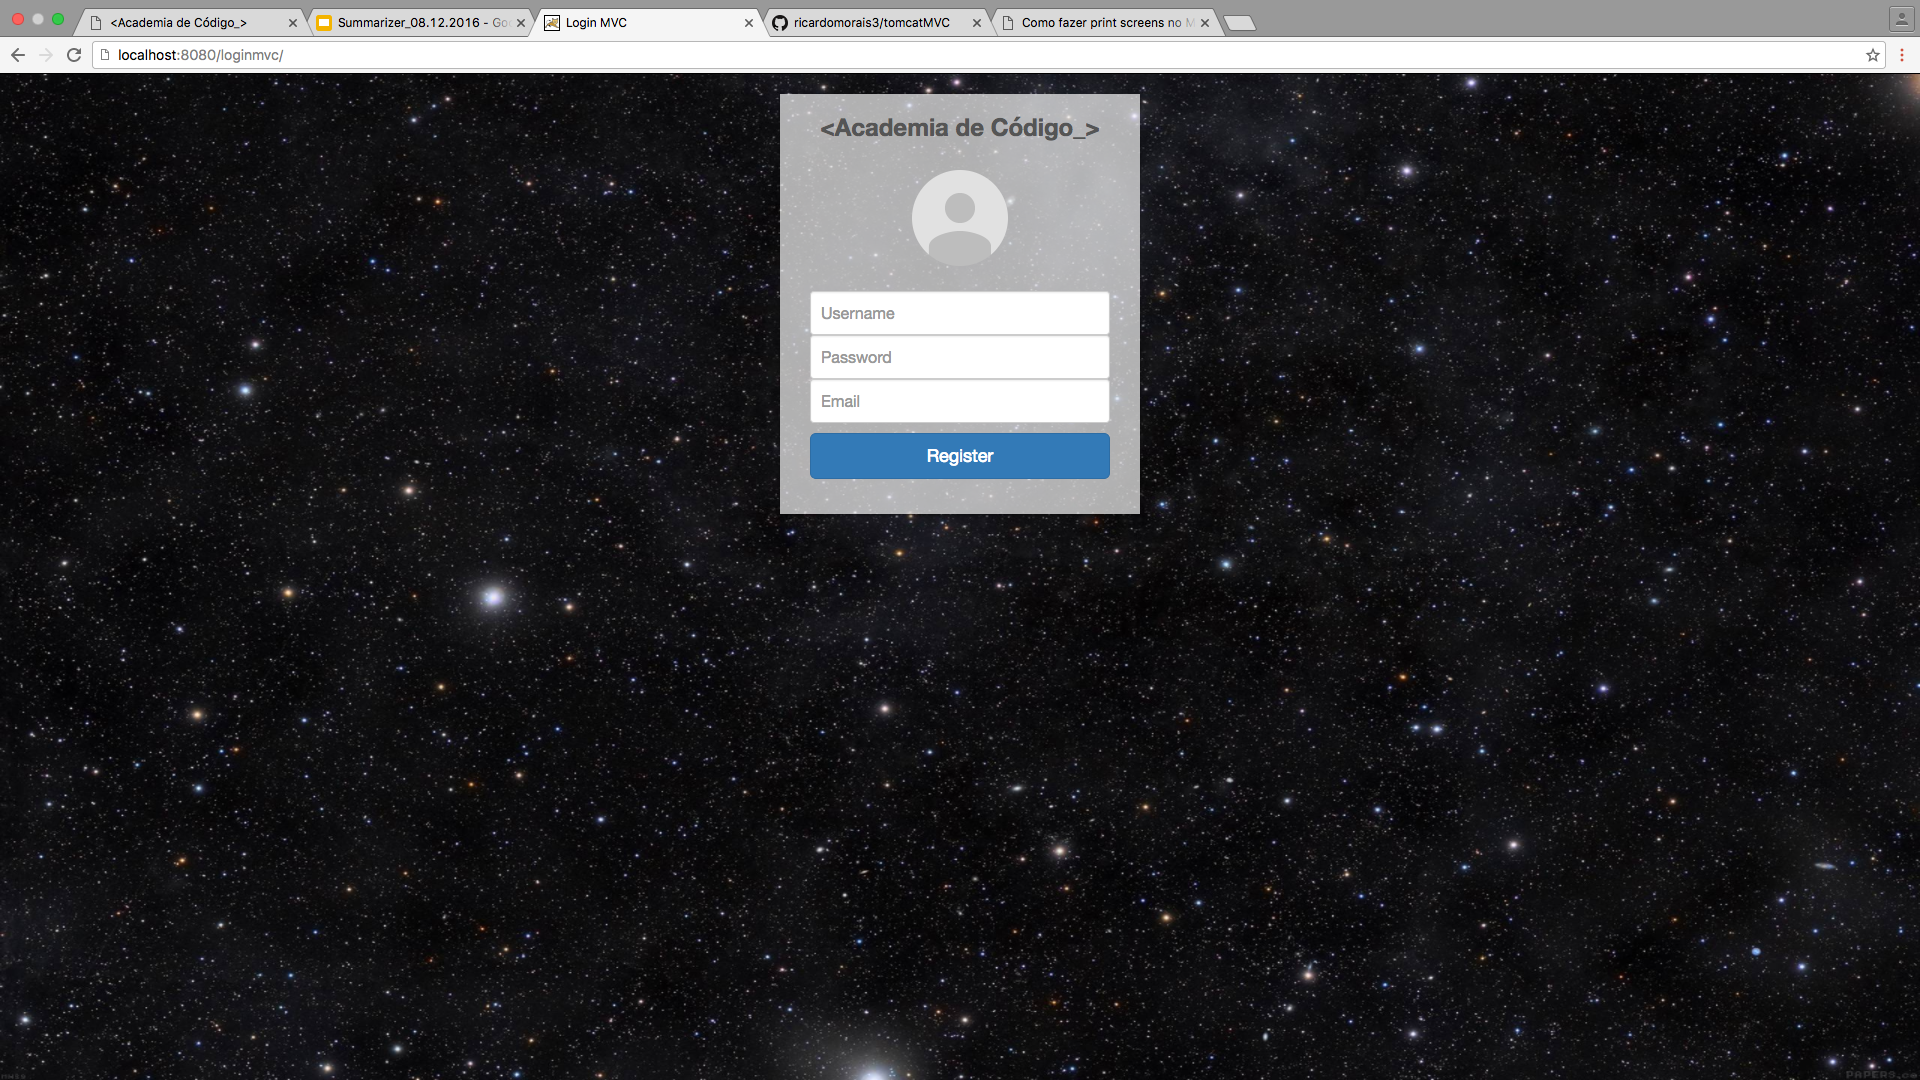 <Academia de Código_>
Summarizer_08.12.2016 - Goo
Login MVC
ricardomorais3/tomcatMVC
Como fazer print screens no M
localhost:8080/loginmvc/
<Academia de Código_>
Username
Password
Email
Register